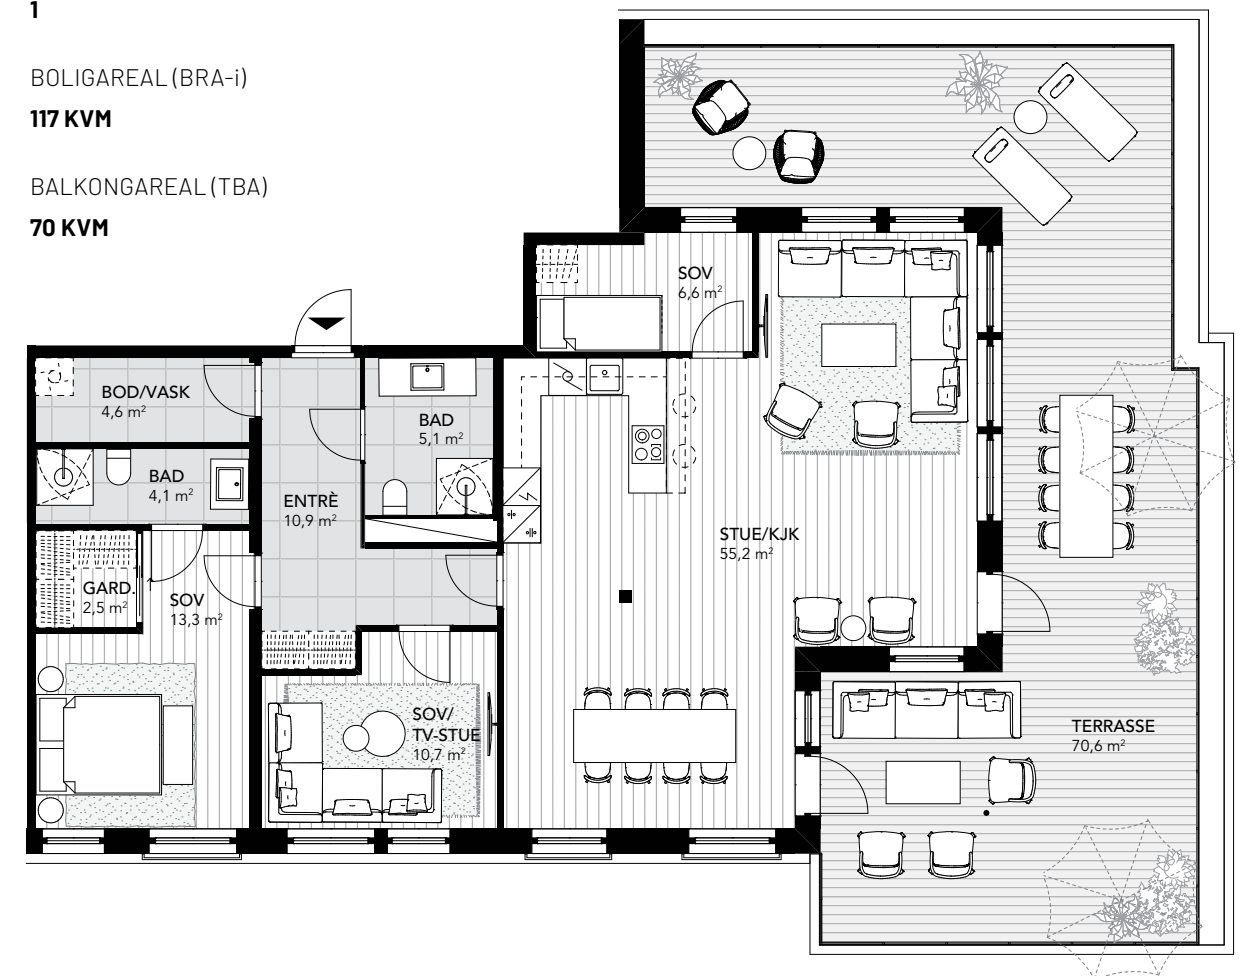 1
BOLIGAREAL (BRA-i)
117 KVM
BALKONGAREAL (TBA)
70 KVM
SOV
6,6 m²
BOD/VASK
4,6 m²
BAD
5,1 m²
BAD
4,1 m²
ENTRÈ
10,9 m²
STUE/KJK
55,2 m²
GARD.
2,5 m²
SOV
13,3 m²
SOV/
TV-STUE
10,7 m²
TERRASSE
70,6 m²